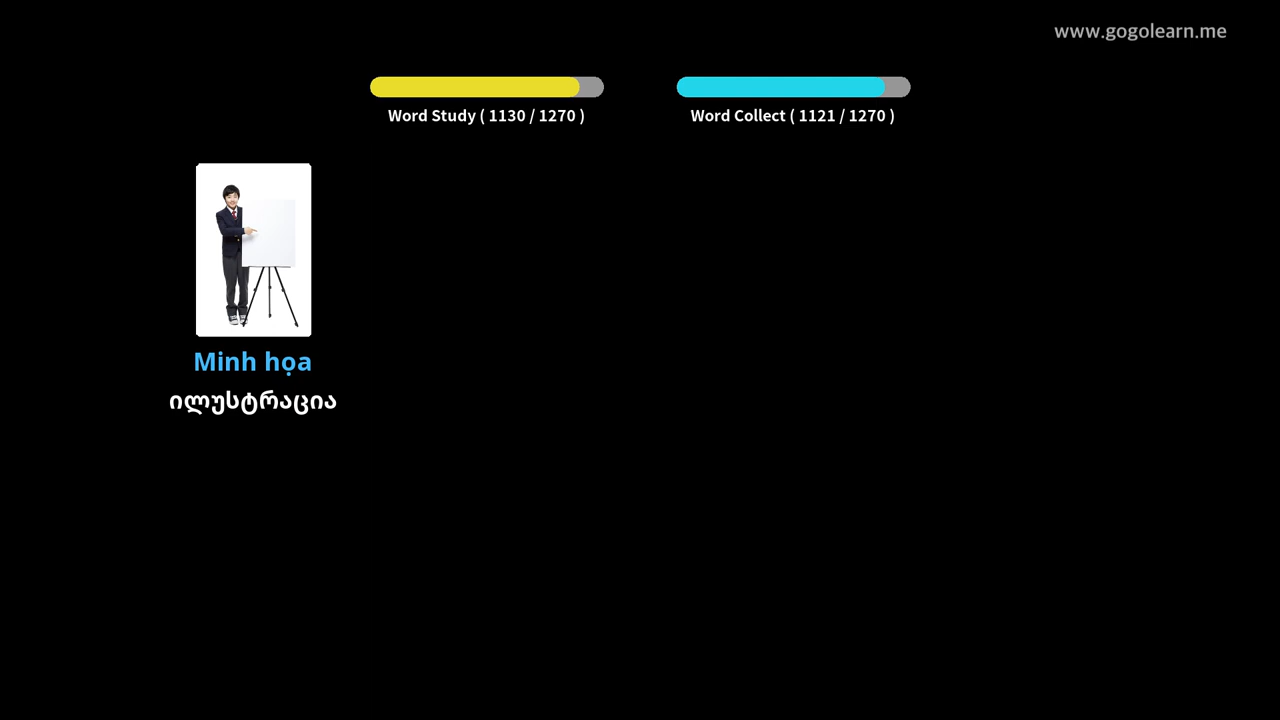 www.gogolearn.me
Word Study ( 1130 / 1270 )
Word Collect ( 1121 / 1270 )
Minh họa
ილუსტრაცია